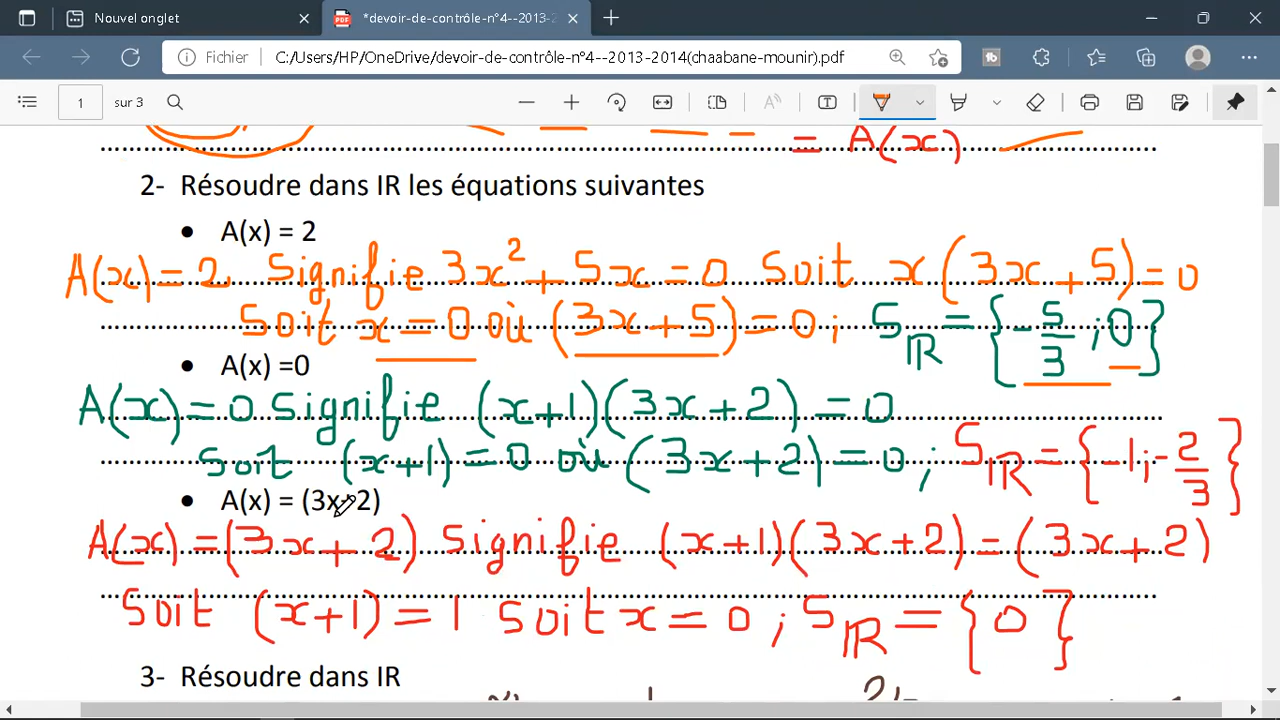 Nouvel onglet
*devoir-de-contrôle-n°4--2013-2
Fichier C:/Users/HP/OneDrive/devoir-de-contrôle-n°4--2013-2014(chaabane-mounir).pdf
1 sur 3
= A(x)
2- Résoudre dans IR les équations suivantes
• A(x) = 2
A(x)=2 Signifie 3x²+5x=0 Soit x(3x+5)=0
Soit x=0 où (3x+5)=0; S_IR = {-5/3 ; 0}
• A(x) =0
A(x)=0 Signifie (x+1)(3x+2)=0
Soit (x+1)=0 où (3x+2)=0; S_IR = {-1;-2/3}
• A(x) = (3x 2)
A(x)=(3x+2) Signifie (x+1)(3x+2)=(3x+2)
Soit (x+1)=1 Soit x=0; S_IR = {0}
3- Résoudre dans IR